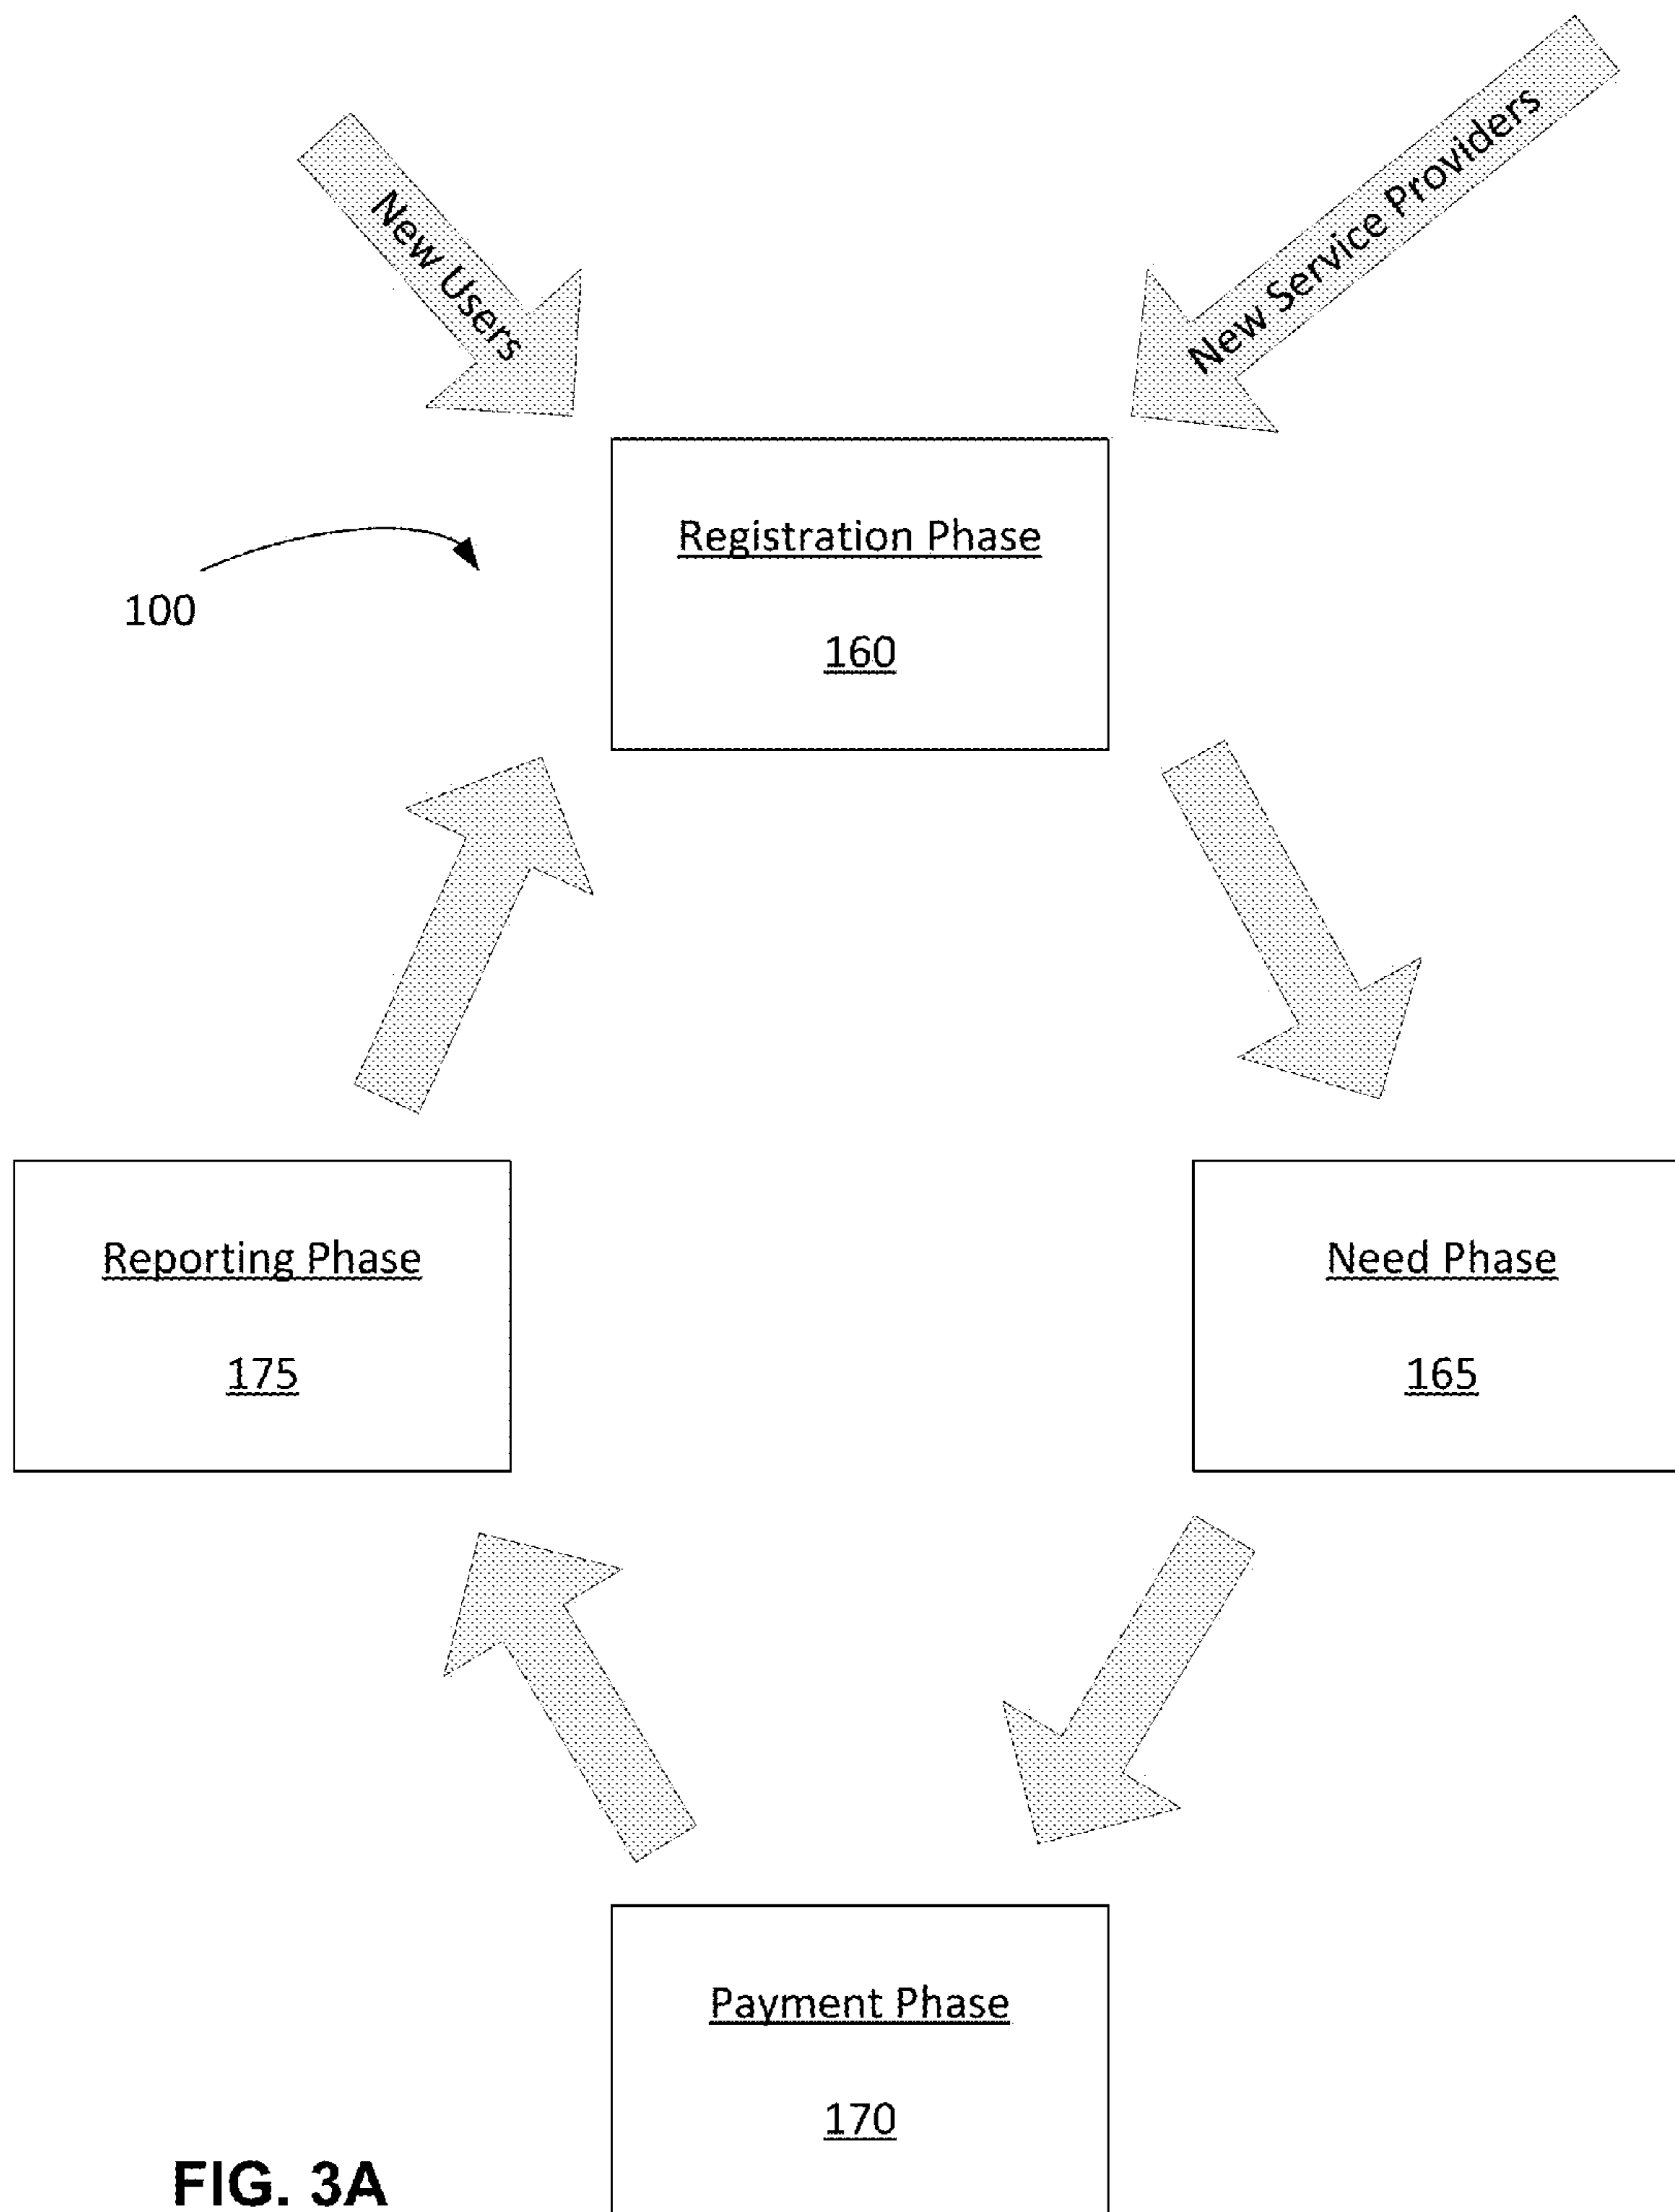 New Users
New Service Providers
100
Registration Phase
160
Reporting Phase
175
Need Phase
165
Payment Phase
170
FIG. 3A